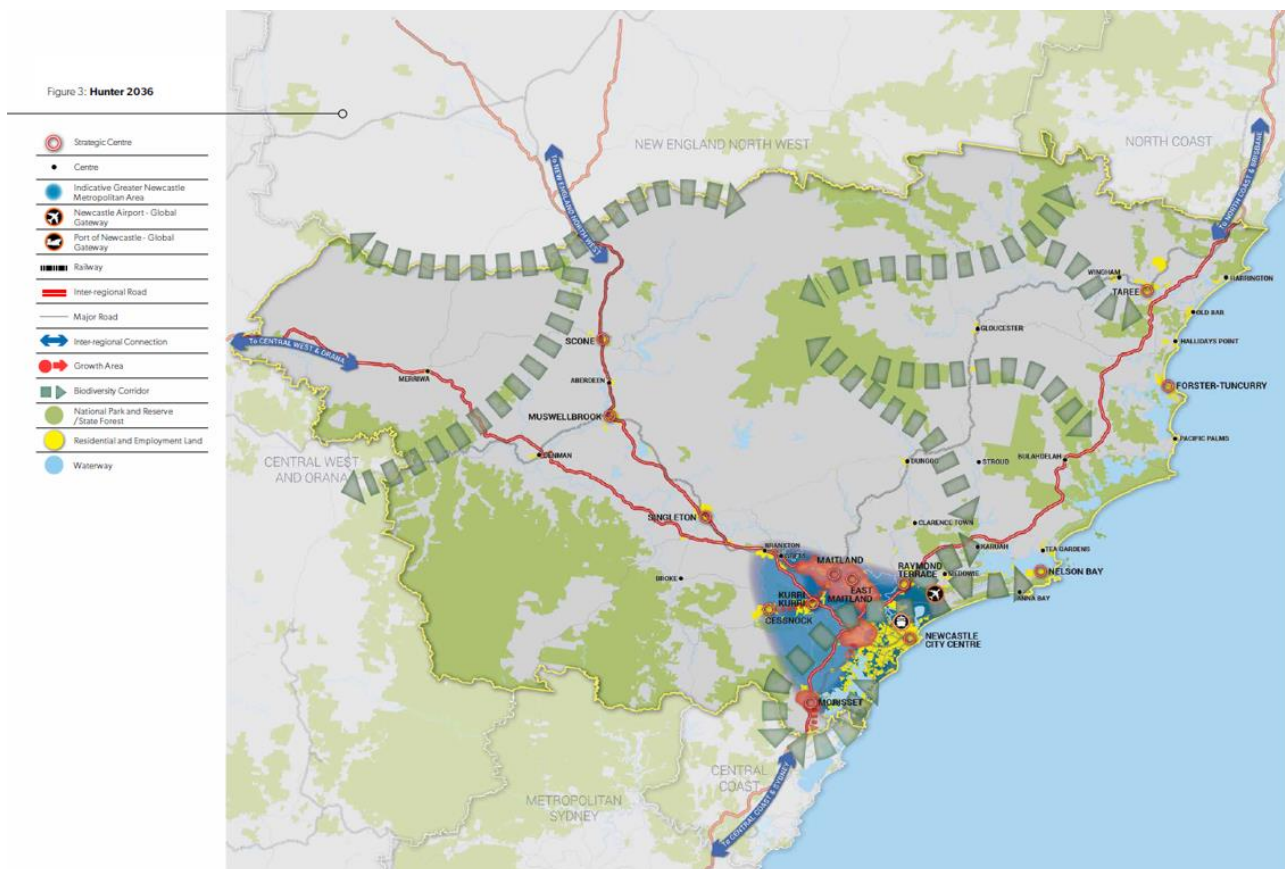 Figure 3: Hunter 2036
Strategic Centre
Centre
Indicative Greater Newcastle
Metropolitan Area
Newcastle Airport - Global
Gateway
Port of Newcastle - Global
Gateway
Railway
Inter-regional Road
Major Road
Inter-regional Connection
Growth Area
Biodiversity Corridor
National Park and Reserve
/State Forest
Residential and Employment Land
Waterway
NEW ENGLAND NORTH WEST
NORTH COAST
TO NEW ENGLAND NORTH WEST
TO NORTH COAST & BRISBANE
WINGHAM
HARRINGTON
TAREE
OLD BAR
GLOUCESTER
HALLIDAYS POINT
TO CENTRAL WEST & ORANA
SCONE
MERRIWA
ABERDEEN
FORSTER-TUNCURRY
MUSWELLBROOK
PACIFIC PALMS
CENTRAL WEST
AND ORANA
DENMAN
DUNGOG
STROUD
BULAHDELAH
SINGLETON
CLARENCE TOWN
BRANXTON
GRETA
KARUAH
TEA GARDENS
MAITLAND
RAYMOND
TERRACE
MEDOWIE
NELSON BAY
BROKE
EAST
MAITLAND
ANNA BAY
KURRI
KURRI
CESSNOCK
NEWCASTLE
CITY CENTRE
MORISSET
CENTRAL
COAST
METROPOLITAN
SYDNEY
TO CENTRAL COAST & SYDNEY